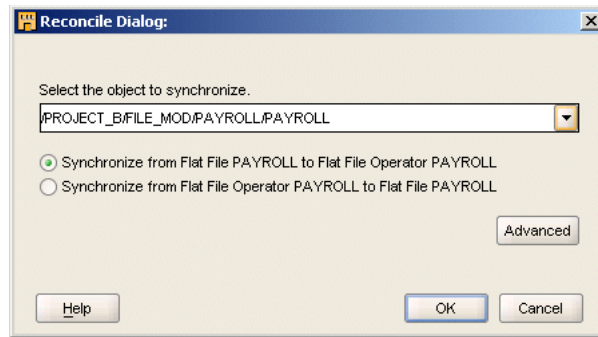 Reconcile Dialog:
Select the object to synchronize.
/PROJECT_B/FILE_MOD/PAYROLL/PAYROLL
Synchronize from Flat File PAYROLL to Flat File Operator PAYROLL
Synchronize from Flat File Operator PAYROLL to Flat File PAYROLL
Advanced
Help OK Cancel